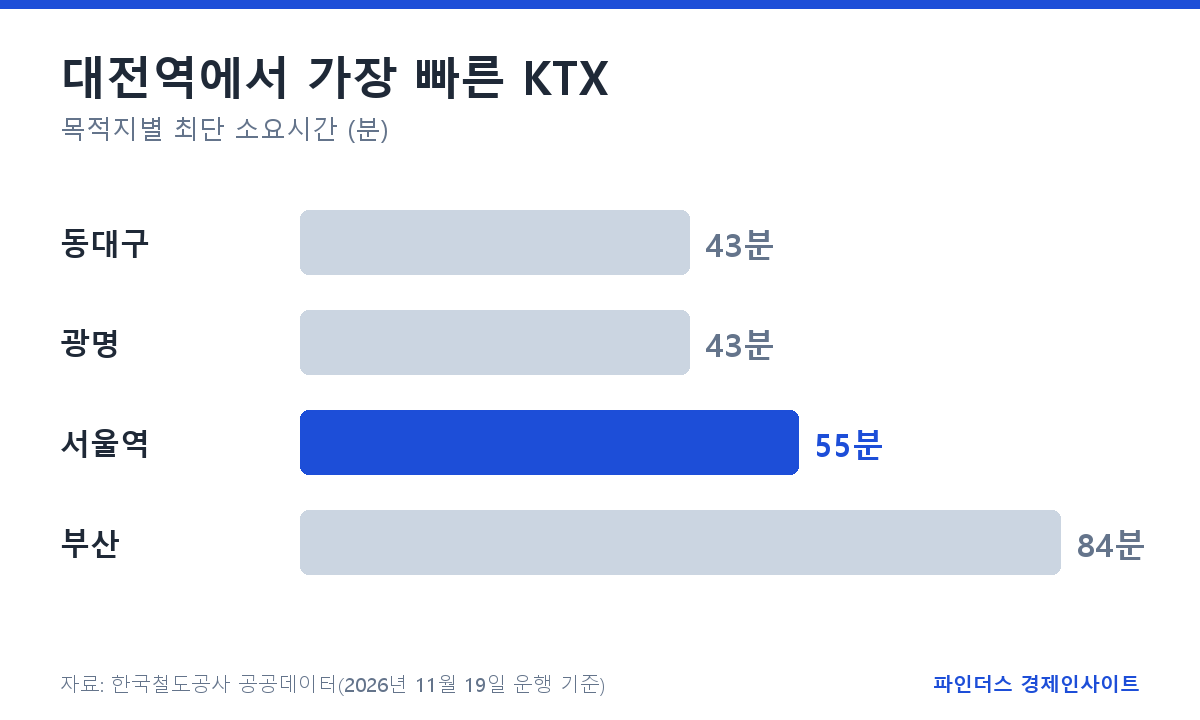 대전역에서 가장 빠른 KTX
목적지별 최단 소요시간 (분)
동대구 43분
광명 43분
서울역 55분
부산 84분
자료: 한국철도공사 공공데이터(2026년 11월 19일 운행 기준)
파인더스 경제인사이트